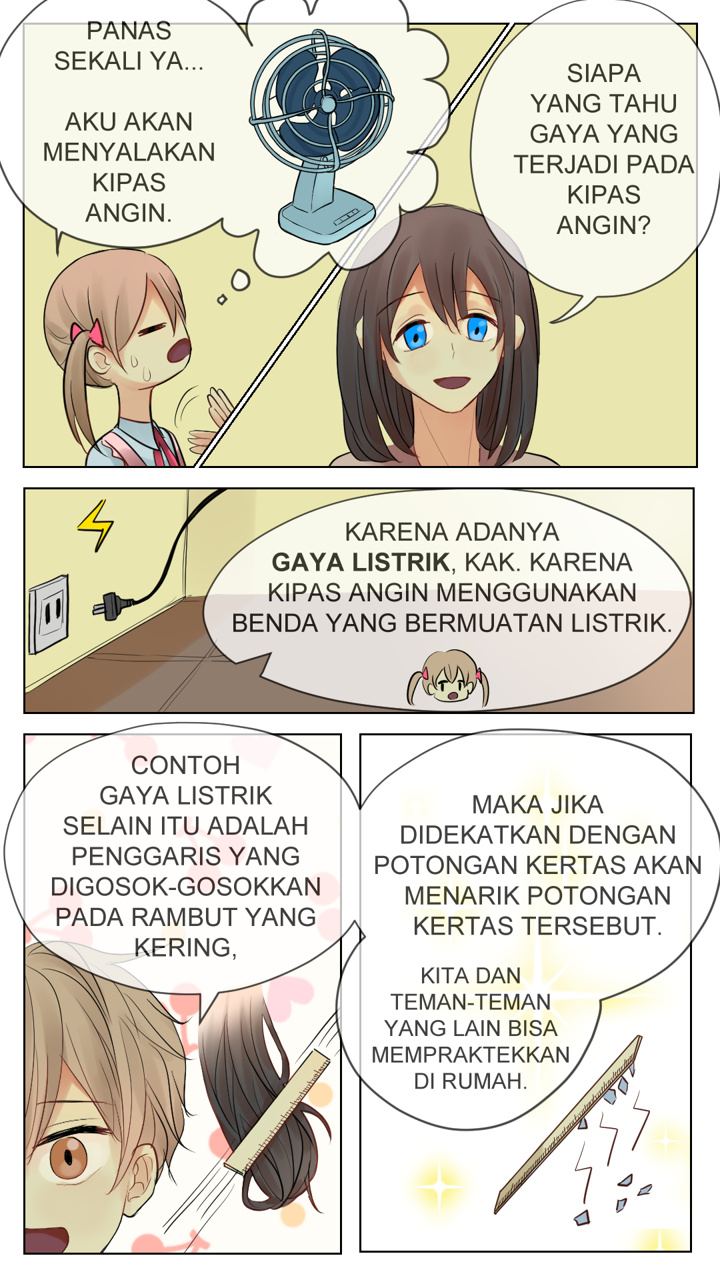 PANAS
SEKALI YA...
AKU AKAN
MENYALAKAN
KIPAS
ANGIN.
SIAPA
YANG TAHU
GAYA YANG
TERJADI PADA
KIPAS
ANGIN?
KARENA ADANYA
GAYA LISTRIK, KAK. KARENA
KIPAS ANGIN MENGGUNAKAN
BENDA YANG BERMUATAN LISTRIK.
CONTOH
GAYA LISTRIK
SELAIN ITU ADALAH
PENGGARIS YANG
DIGOSOK-GOSOKKAN
PADA RAMBUT YANG
KERING,
MAKA JIKA
DIDEKATKAN DENGAN
POTONGAN KERTAS AKAN
MENARIK POTONGAN
KERTAS TERSEBUT.
KITA DAN
TEMAN-TEMAN
YANG LAIN BISA
MEMPRAKTEKKAN
DI RUMAH.